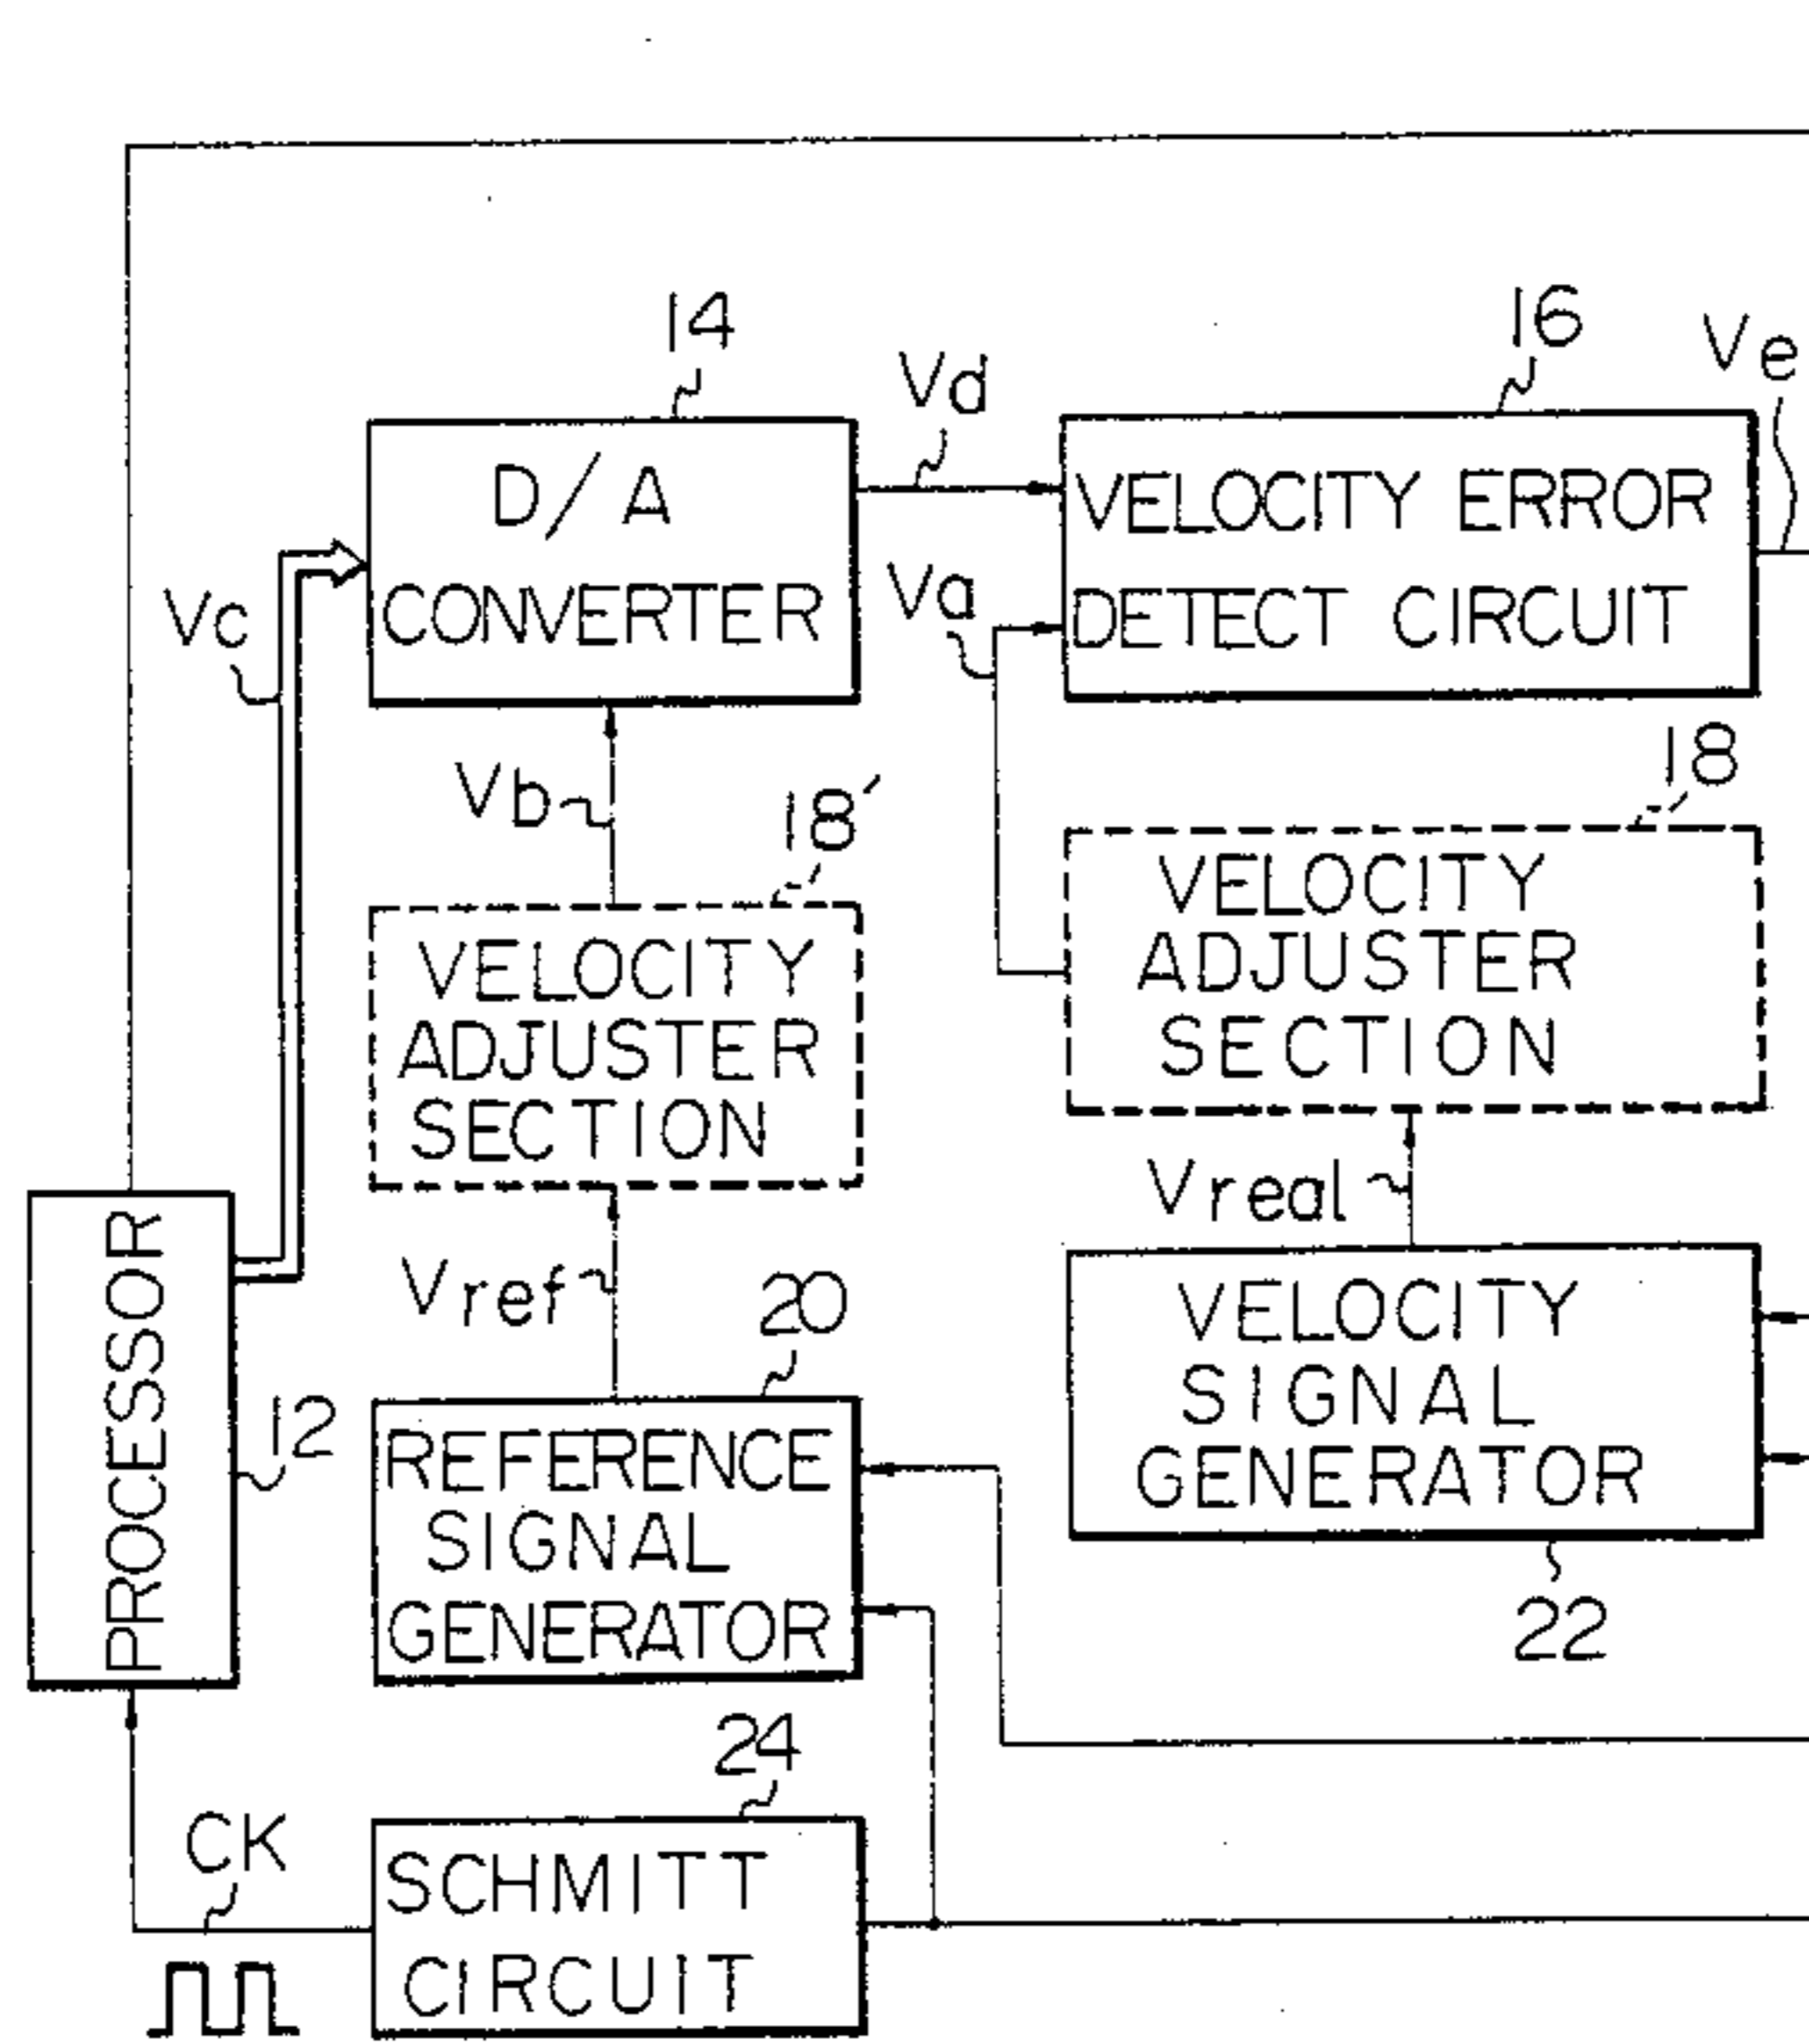 14
16
Vd
Ve
D/A
CONVERTER
VELOCITY ERROR
DETECT CIRCUIT
Vc
Va
Vb
18'
18
VELOCITY
ADJUSTER
SECTION
VELOCITY
ADJUSTER
SECTION
Vreal
Vref
20
PROCESSOR
12
REFERENCE
SIGNAL
GENERATOR
VELOCITY
SIGNAL
GENERATOR
22
24
CK
SCHMITT
CIRCUIT